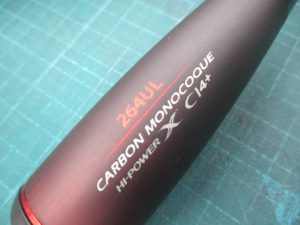 264UL
CARBON MONOCOQUE
HI-POWER X CI4+